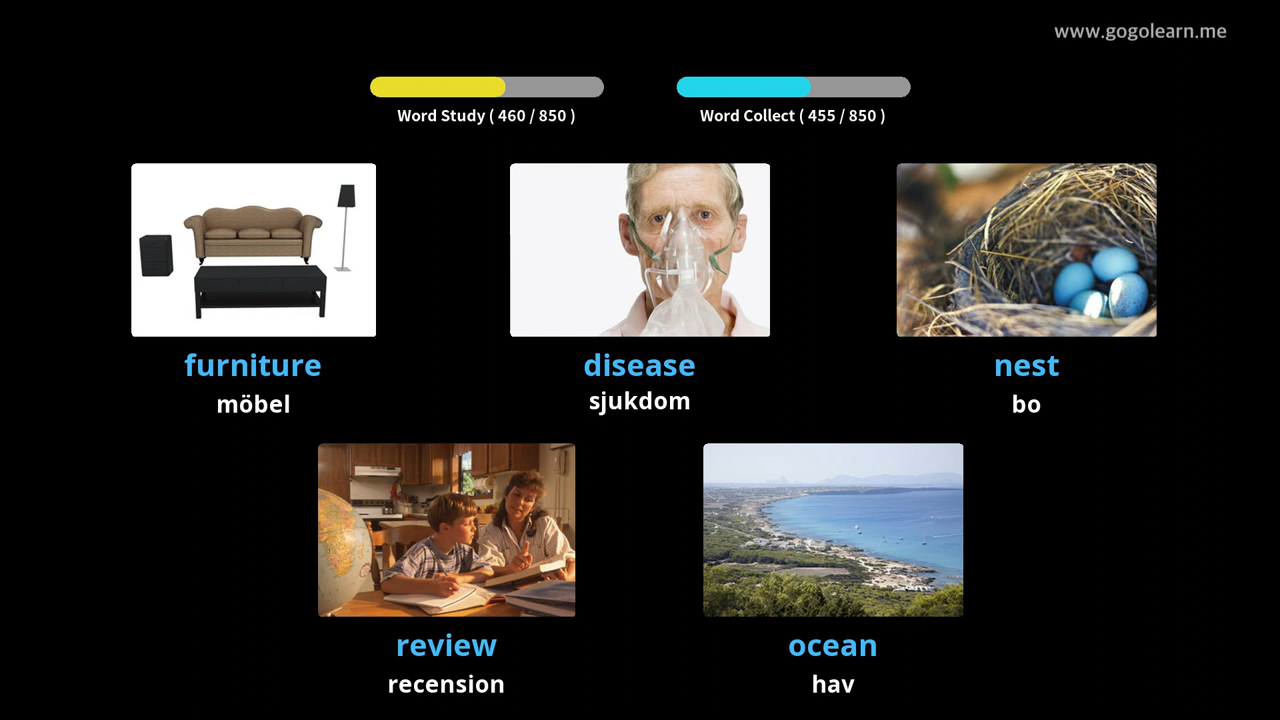 www.gogolearn.me
Word Study ( 460 / 850 )
Word Collect ( 455 / 850 )
furniture
möbel
disease
sjukdom
nest
bo
review
recension
ocean
hav